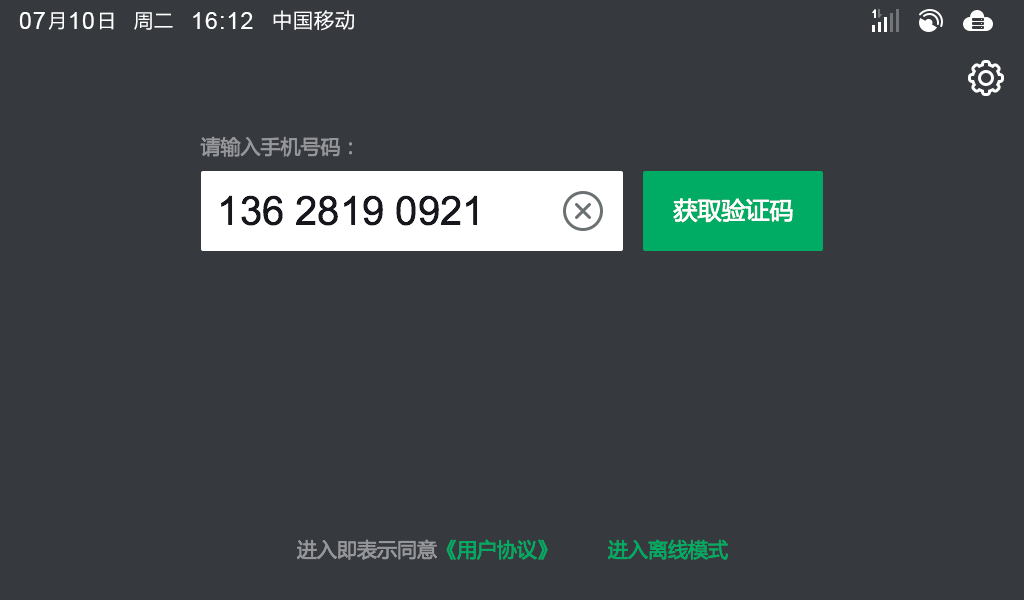 07月10日 周二 16:12 中国移动
请输入手机号码：
136 2819 0921
获取验证码
进入即表示同意《用户协议》 进入离线模式